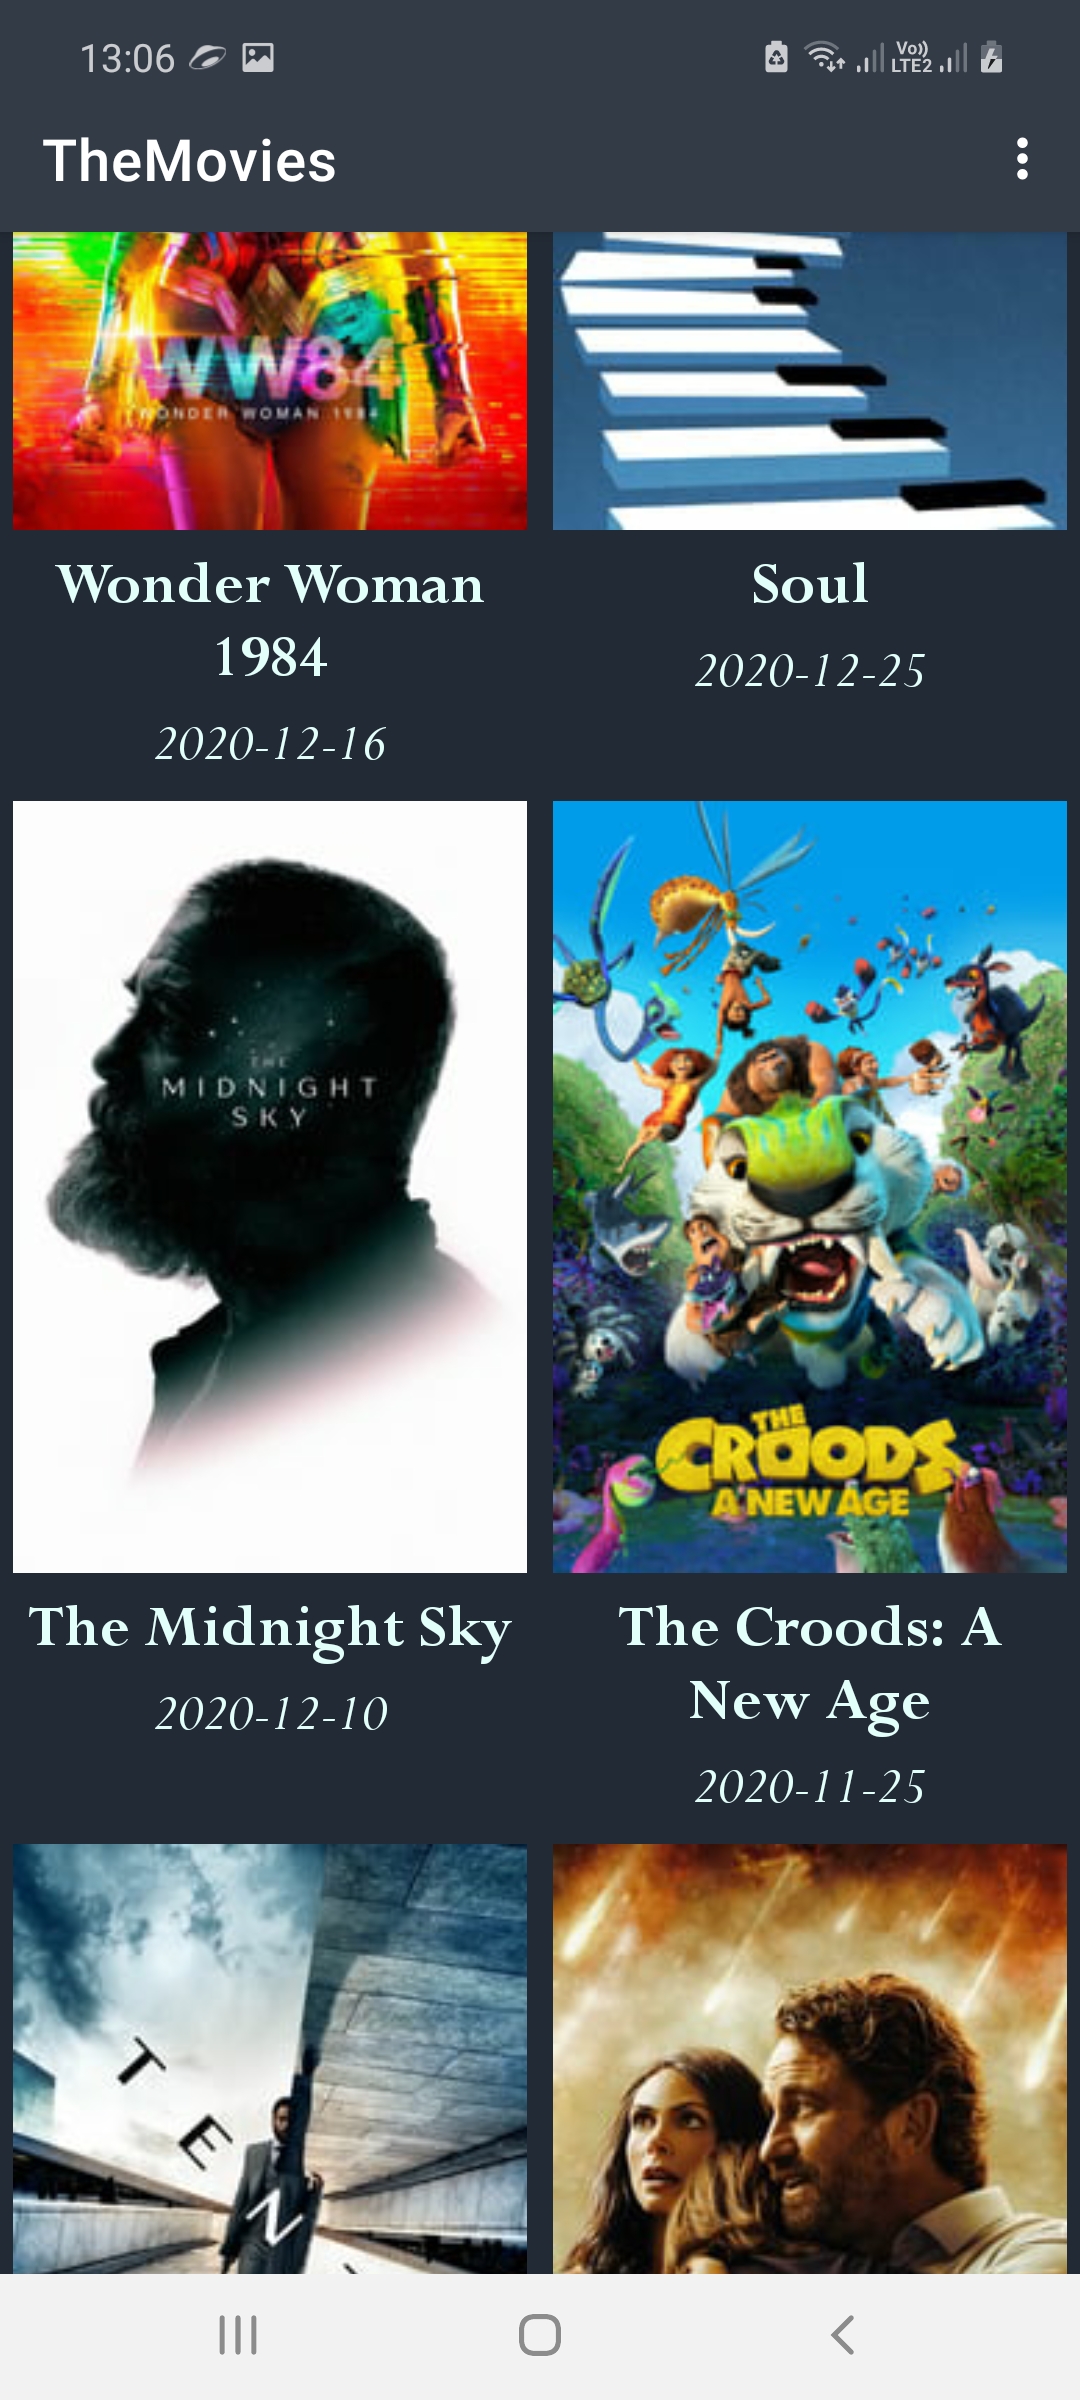 13:06
Vo))
LTE2
TheMovies
WW84
WONDER WOMAN 1984
Wonder Woman
1984
2020-12-16
Soul
2020-12-25
THE
MIDNIGHT
SKY
THE
CROODS
A NEW AGE
The Midnight Sky
2020-12-10
The Croods: A
New Age
2020-11-25
T
E
N